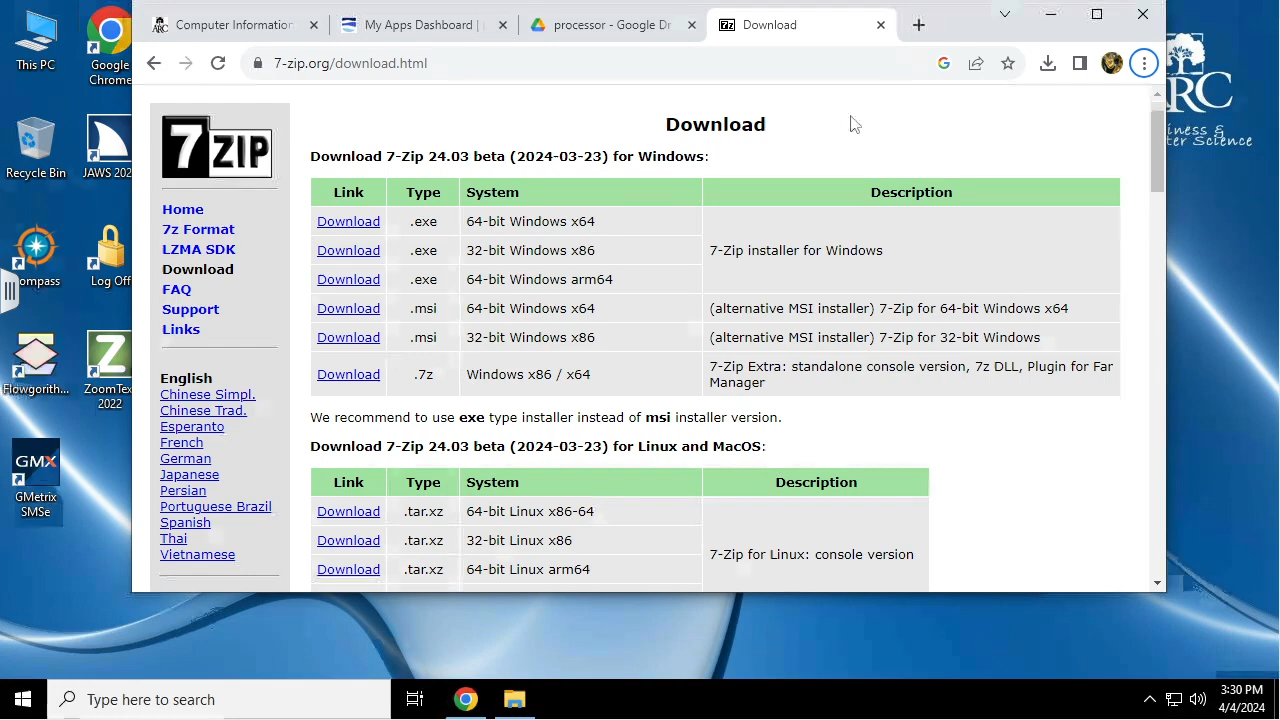 This PC
Google Chrome
Recycle Bin
JAWS 202
Log Off
Flowgorith...
ZoomText 2022
GMX
GMetrix SMSe
Computer Information
My Apps Dashboard |
processor - Google Dr
7z Download
7-zip.org/download.html
ARC
7 ZIP
Home
7z Format
LZMA SDK
Download
FAQ
Support
Links
English
Chinese Simpl.
Chinese Trad.
Esperanto
French
German
Japanese
Persian
Portuguese Brazil
Spanish
Thai
Vietnamese
Download
Download 7-Zip 24.03 beta (2024-03-23) for Windows:
Link Type System Description
Download .exe 64-bit Windows x64
Download .exe 32-bit Windows x86 7-Zip installer for Windows
Download .exe 64-bit Windows arm64
Download .msi 64-bit Windows x64 (alternative MSI installer) 7-Zip for 64-bit Windows x64
Download .msi 32-bit Windows x86 (alternative MSI installer) 7-Zip for 32-bit Windows
Download .7z Windows x86 / x64 7-Zip Extra: standalone console version, 7z DLL, Plugin for Far
Manager
We recommend to use exe type installer instead of msi installer version.
Download 7-Zip 24.03 beta (2024-03-23) for Linux and MacOS:
Link Type System Description
Download .tar.xz 64-bit Linux x86-64
Download .tar.xz 32-bit Linux x86 7-Zip for Linux: console version
Download .tar.xz 64-bit Linux arm64
Type here to search
3:30 PM
4/4/2024